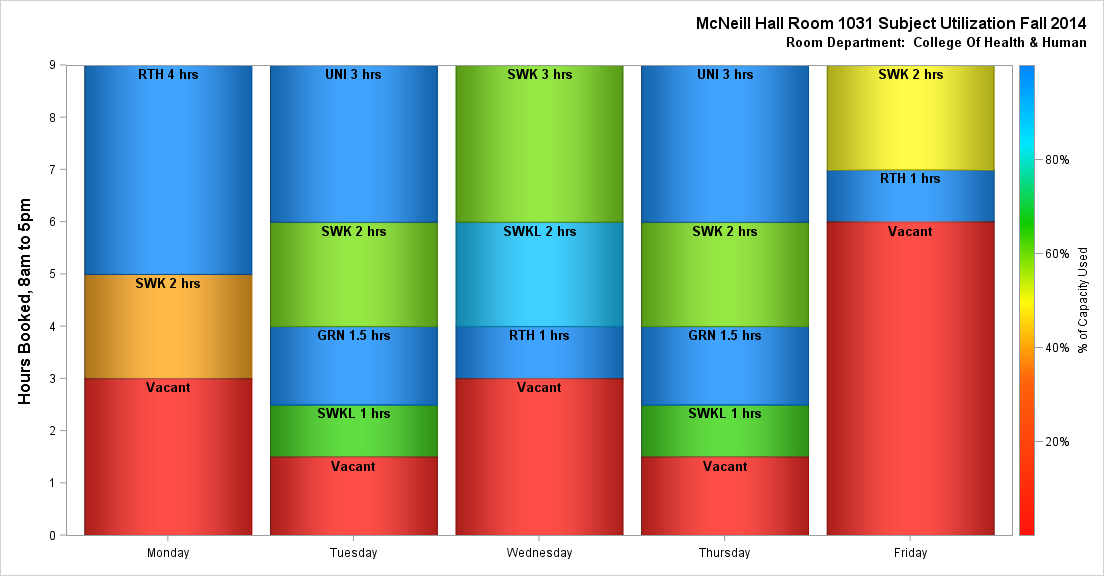 McNeill Hall Room 1031 Subject Utilization Fall 2014
Room Department:  College Of Health & Human
Hours Booked, 8am to 5pm
9
8
7
6
5
4
3
2
1
0
RTH 4 hrs
SWK 2 hrs
Vacant
Monday
UNI 3 hrs
SWK 2 hrs
GRN 1.5 hrs
SWKL 1 hrs
Vacant
Tuesday
SWK 3 hrs
SWKL 2 hrs
RTH 1 hrs
Vacant
Wednesday
UNI 3 hrs
SWK 2 hrs
GRN 1.5 hrs
SWKL 1 hrs
Vacant
Thursday
SWK 2 hrs
RTH 1 hrs
Vacant
Friday
80%
60%
40%
20%
% of Capacity Used